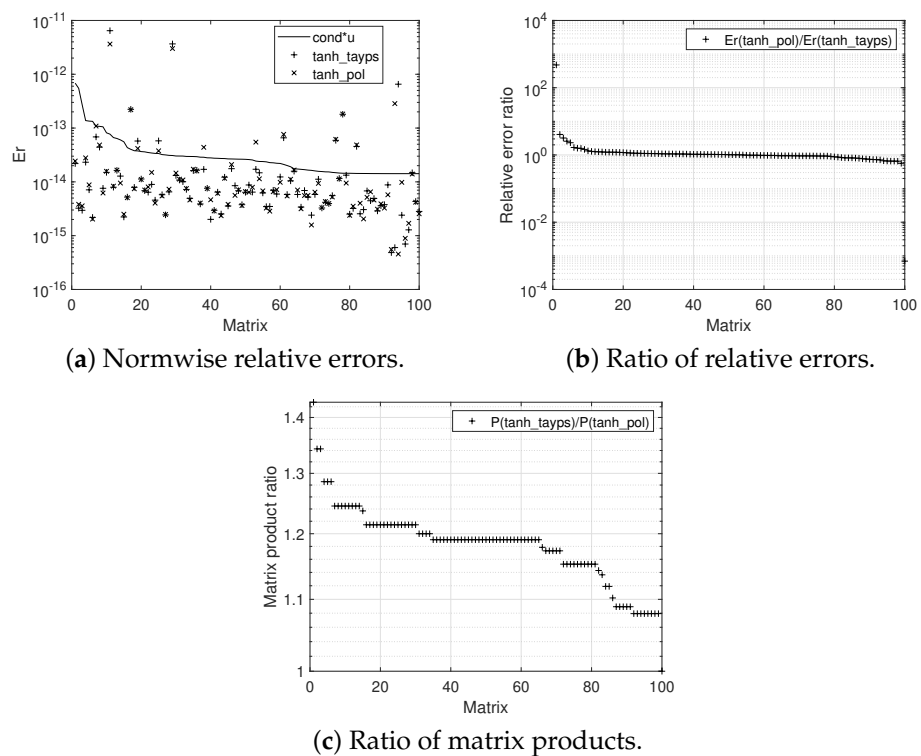 10^-11
10^-12
10^-13
10^-14
10^-15
10^-16
Er
cond*u
tanh_tayps
tanh_pol
0 20 40 60 80 100
Matrix
(a) Normwise relative errors.
10^4
10^2
10^0
10^-2
10^-4
Relative error ratio
Er(tanh_pol)/Er(tanh_tayps)
0 20 40 60 80 100
Matrix
(b) Ratio of relative errors.
1.4
1.3
1.2
1.1
1
Matrix product ratio
P(tanh_tayps)/P(tanh_pol)
0 20 40 60 80 100
Matrix
(c) Ratio of matrix products.